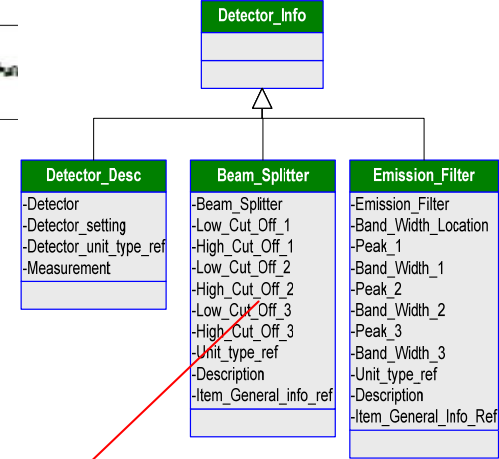 Detector_Info
Detector_Desc
-Detector
-Detector_setting
-Detector_unit_type_ref
-Measurement
Beam_Splitter
-Beam_Splitter
-Low_Cut_Off_1
-High_Cut_Off_1
-Low_Cut_Off_2
-High_Cut_Off_2
-Low_Cut_Off_3
-High_Cut_Off_3
-Unit_type_ref
-Description
-Item_General_info_ref
Emission_Filter
-Emission_Filter
-Band_Width_Location
-Peak_1
-Band_Width_1
-Peak_2
-Band_Width_2
-Peak_3
-Band_Width_3
-Unit_type_ref
-Description
-Item_General_Info_Ref